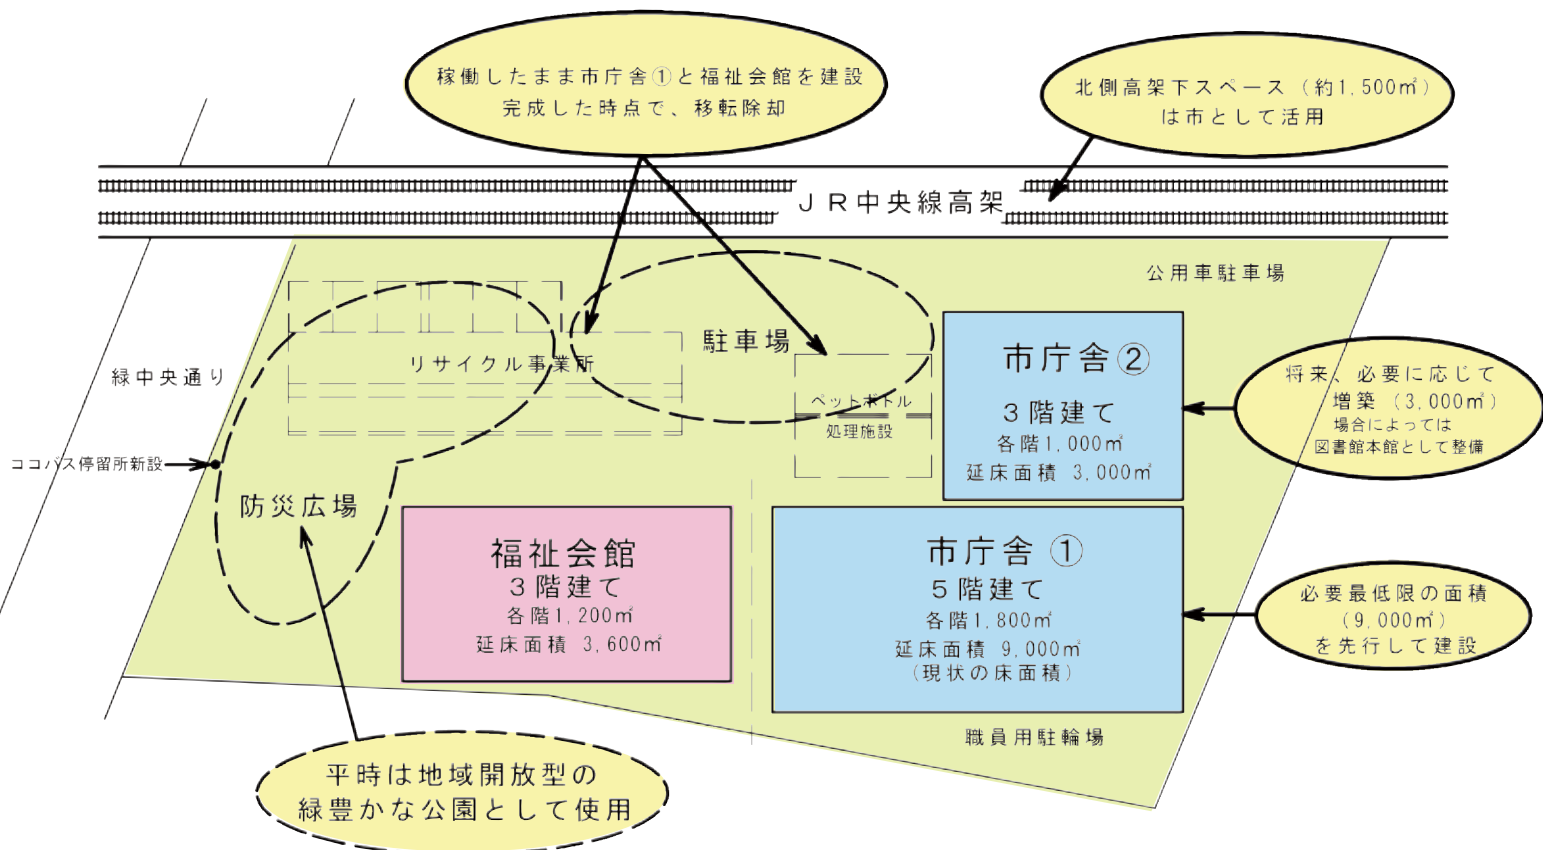 稼働したまま市庁舎①と福祉会館を建設
完成した時点で、移転除却
北側高架下スペース（約1,500㎡）
は市として活用
ＪＲ中央線高架
公用車駐車場
駐車場
リサイクル事業所
緑中央通り
ペットボトル
処理施設
市庁舎②
３階建て
各階1,000㎡
延床面積 3,000㎡
将来、必要に応じて
増築（3,000㎡）
場合によっては
図書館本館として整備
ココバス停留所新設
防災広場
福祉会館
３階建て
各階1,200㎡
延床面積 3,600㎡
市庁舎 ①
５階建て
各階1,800㎡
延床面積 9,000㎡
(現状の床面積)
必要最低限の面積
（9,000㎡）
を先行して建設
職員用駐輪場
平時は地域開放型の
緑豊かな公園として使用